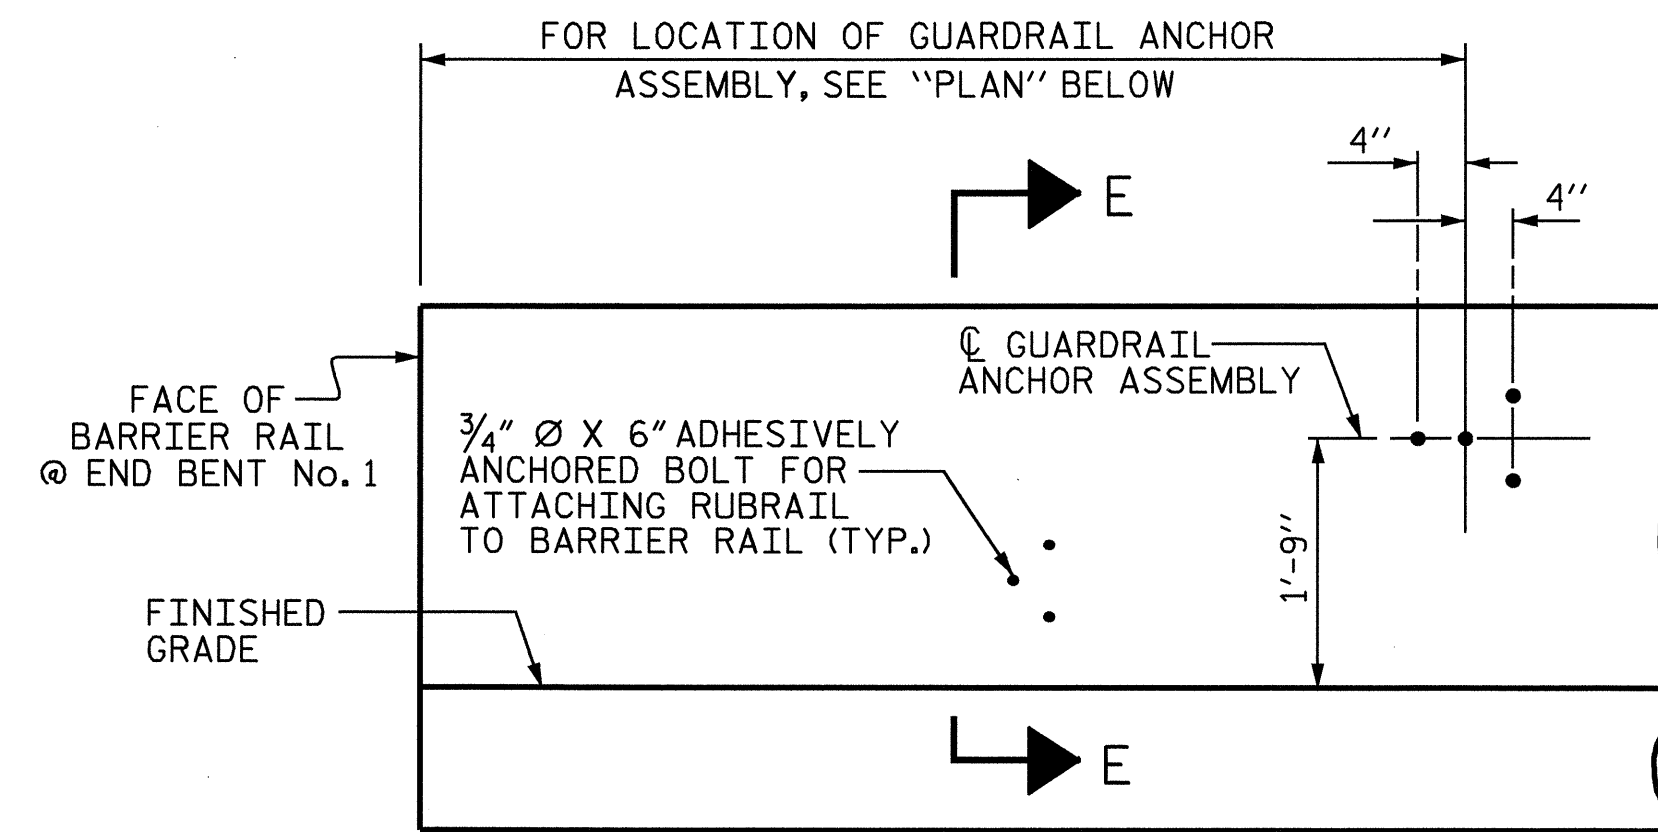 FOR LOCATION OF GUARDRAIL ANCHOR
ASSEMBLY, SEE "PLAN" BELOW
4"
4"
E
℄ GUARDRAIL
ANCHOR ASSEMBLY
FACE OF
BARRIER RAIL
@ END BENT No. 1
3/4" Ø X 6" ADHESIVELY
ANCHORED BOLT FOR
ATTACHING RUBRAIL
TO BARRIER RAIL (TYP.)
1'-9"
FINISHED
GRADE
E